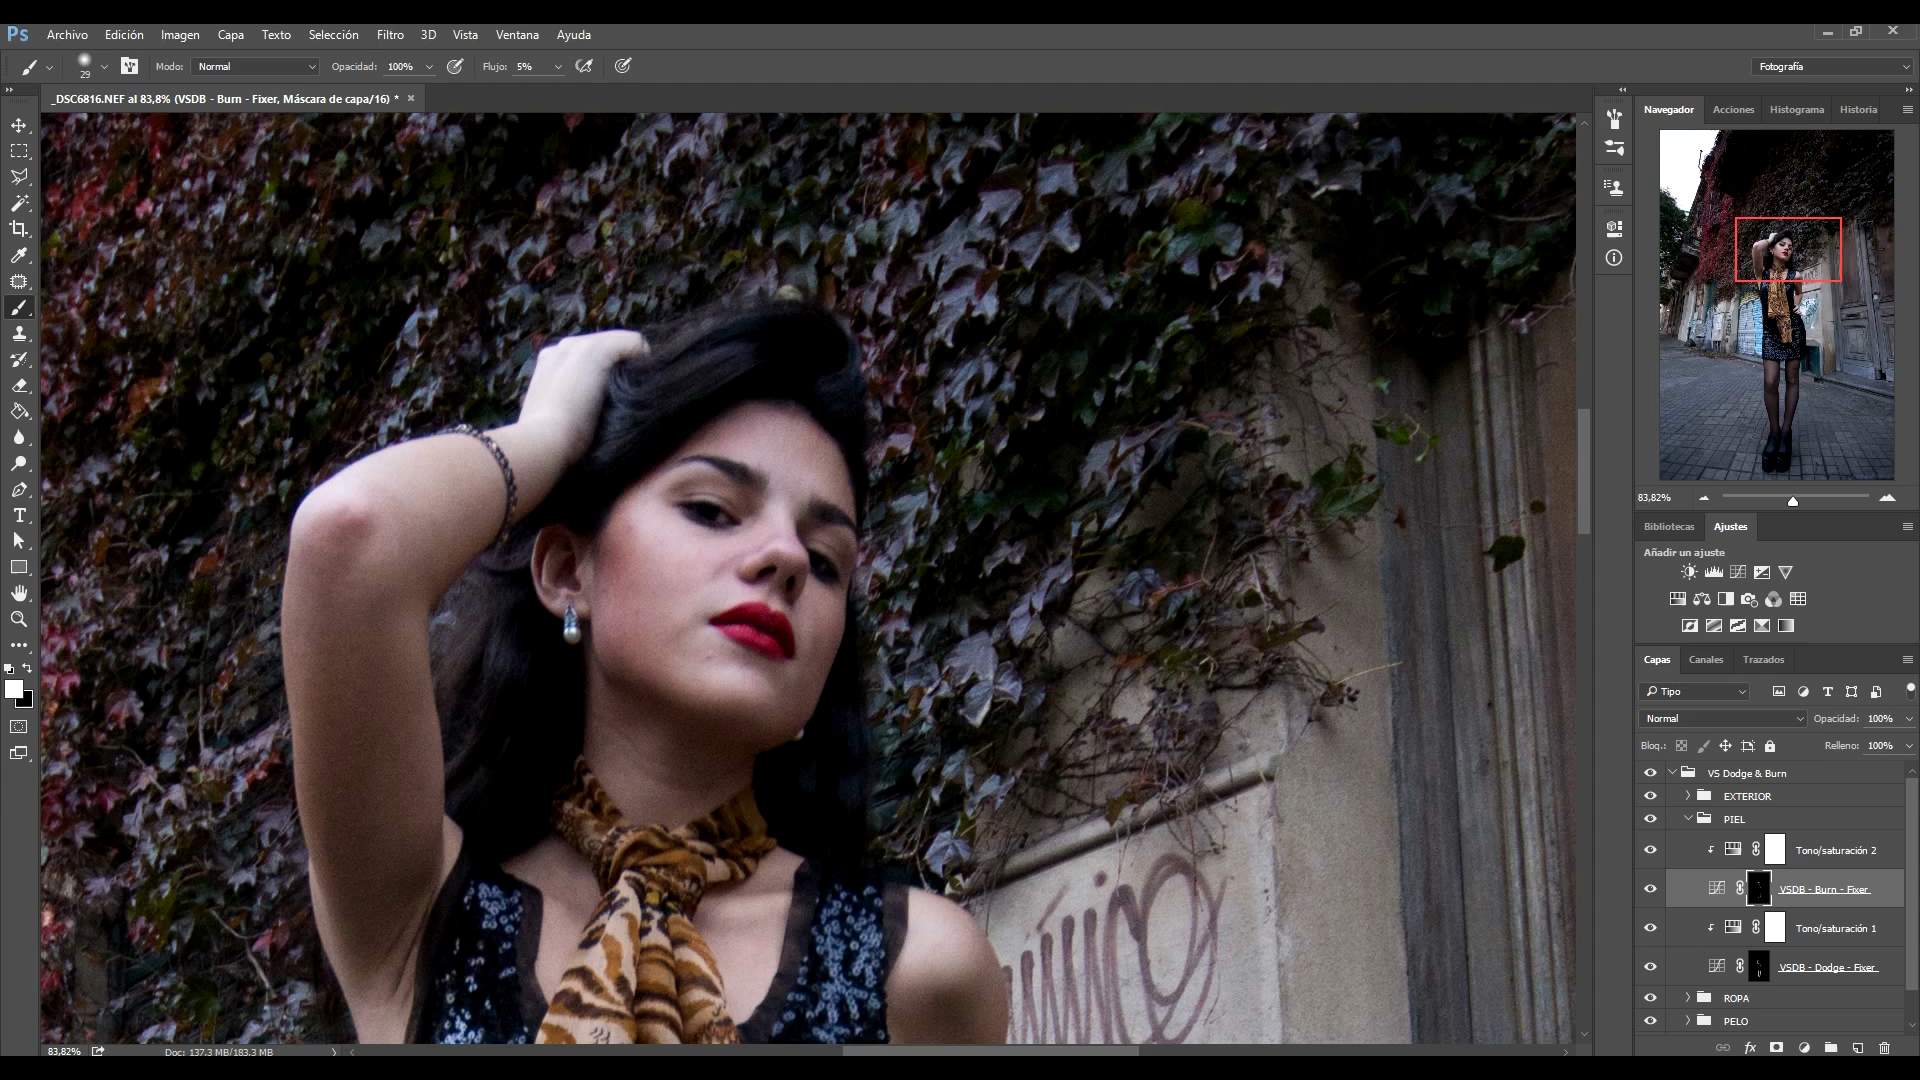 Ps Archivo Edición Imagen Capa Texto Selección Filtro 3D Vista Ventana Ayuda
29 Modo: Normal Opacidad: 100% Flujo: 5% Fotografía
_DSC6816.NEF al 83,8% (VSDB - Burn - Fixer, Máscara de capa/16) *
Navegador Acciones Histograma Historia
83,82%
Bibliotecas Ajustes
Añadir un ajuste
Capas Canales Trazados
Tipo
Normal Opacidad: 100%
Bloq.: Relleno: 100%
VS Dodge & Burn
EXTERIOR
PIEL
Tono/saturación 2
VSDB - Burn - Fixer
Tono/saturación 1
VSDB - Dodge - Fixer
ROPA
PELO
fx
83,82% Doc: 137,3 MB/183,3 MB